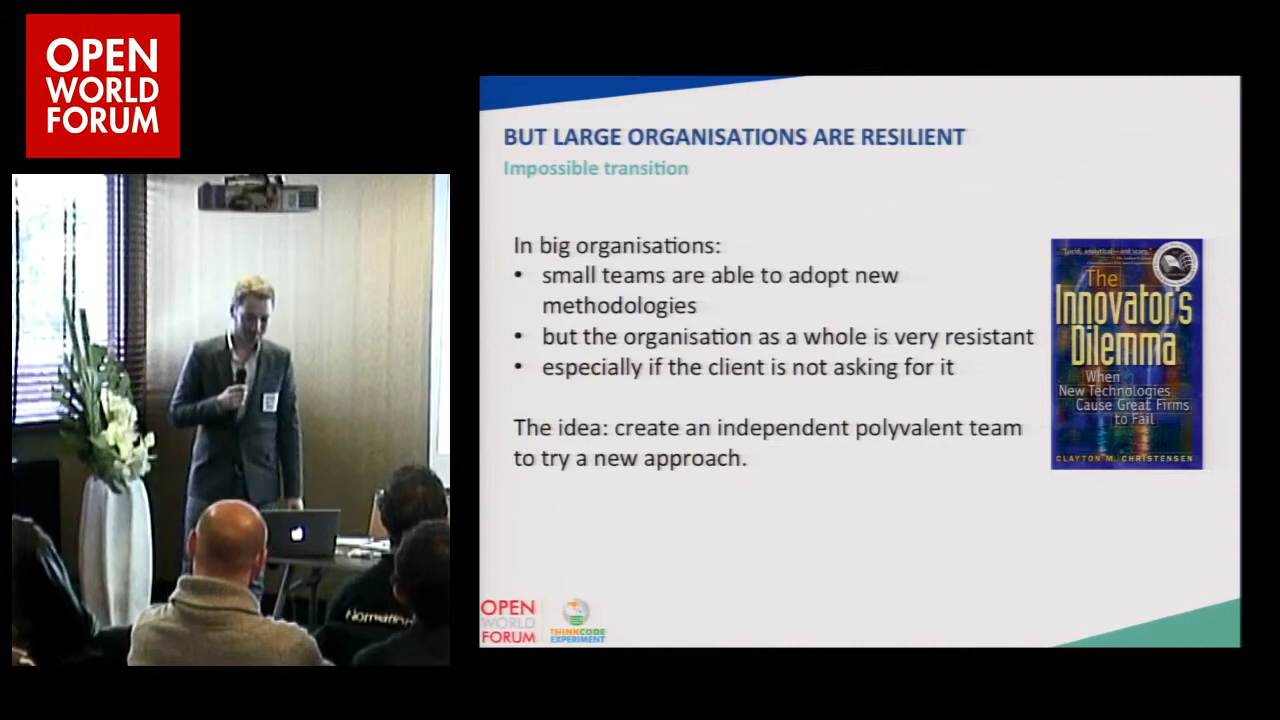 OPEN
WORLD
FORUM
BUT LARGE ORGANISATIONS ARE RESILIENT
Impossible transition
In big organisations:
• small teams are able to adopt new
methodologies
• but the organisation as a whole is very resistant
• especially if the client is not asking for it
The idea: create an independent polyvalent team
to try a new approach.
The
Innovator's
Dilemma
When
New Technologies
Cause Great Firms
to Fail
CLAYTON M. CHRISTENSEN
OPEN
WORLD
FORUM
THINKCODE
EXPERIMENT
Normation